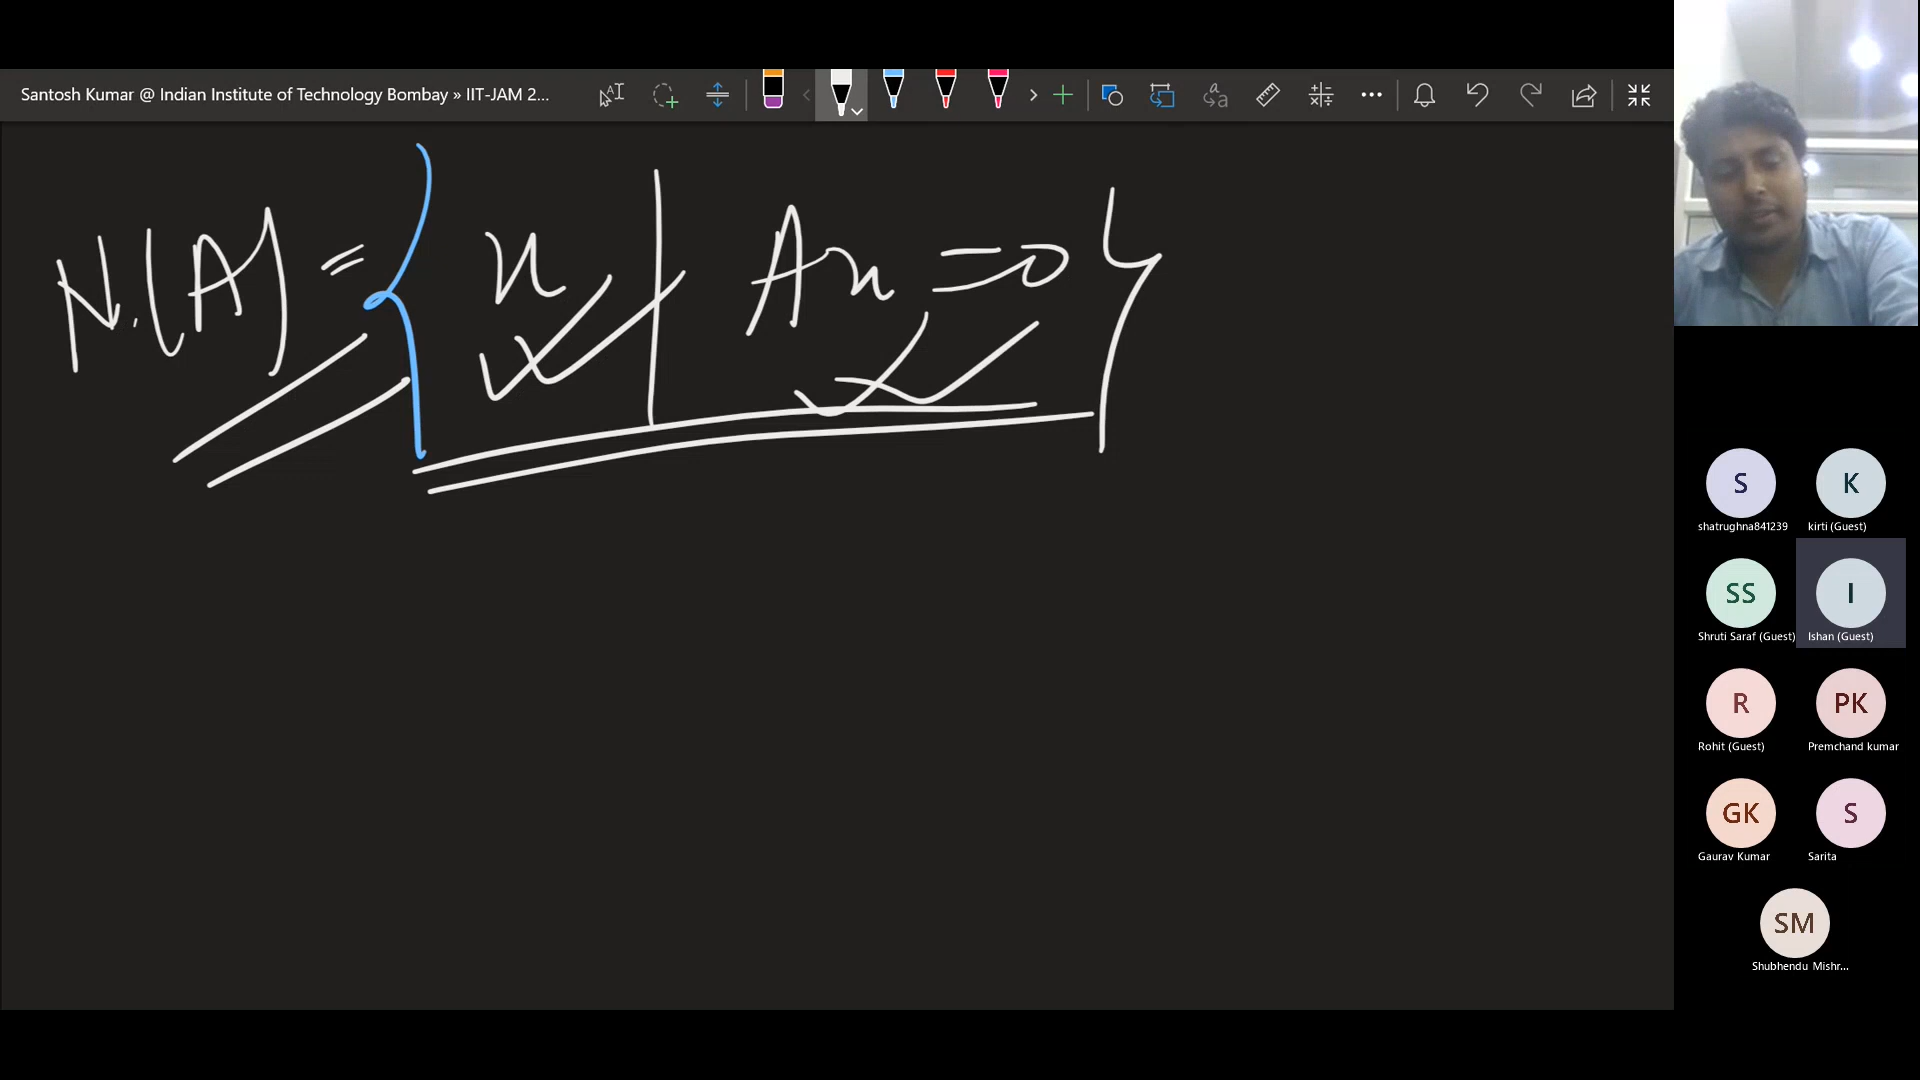 Santosh Kumar @ Indian Institute of Technology Bombay » IIT-JAM 2...
N.(A) = { x | Ax = 0 }
S
K
shatrughna841239
kirti (Guest)
SS
I
Shruti Saraf (Guest)
Ishan (Guest)
R
PK
Rohit (Guest)
Premchand kumar
GK
S
Gaurav Kumar
Sarita
SM
Shubhendu Mishr...